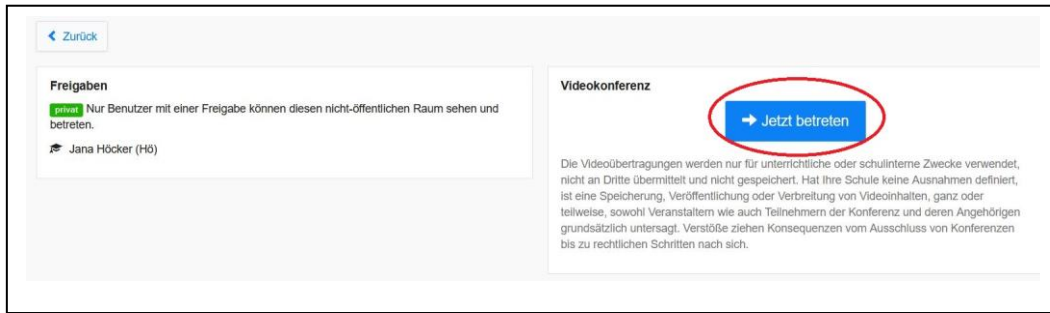 Zurück
Freigaben
privat Nur Benutzer mit einer Freigabe können diesen nicht-öffentlichen Raum sehen und
betreten.
Jana Höcker (Hö)
Videokonferenz
Jetzt betreten
Die Videoübertragungen werden nur für unterrichtliche oder schulinterne Zwecke verwendet,
nicht an Dritte übermittelt und nicht gespeichert. Hat Ihre Schule keine Ausnahmen definiert,
ist eine Speicherung, Veröffentlichung oder Verbreitung von Videoinhalten, ganz oder
teilweise, sowohl Veranstaltern wie auch Teilnehmern der Konferenz und deren Angehörigen
grundsätzlich untersagt. Verstöße ziehen Konsequenzen vom Ausschluss von Konferenzen
bis zu rechtlichen Schritten nach sich.